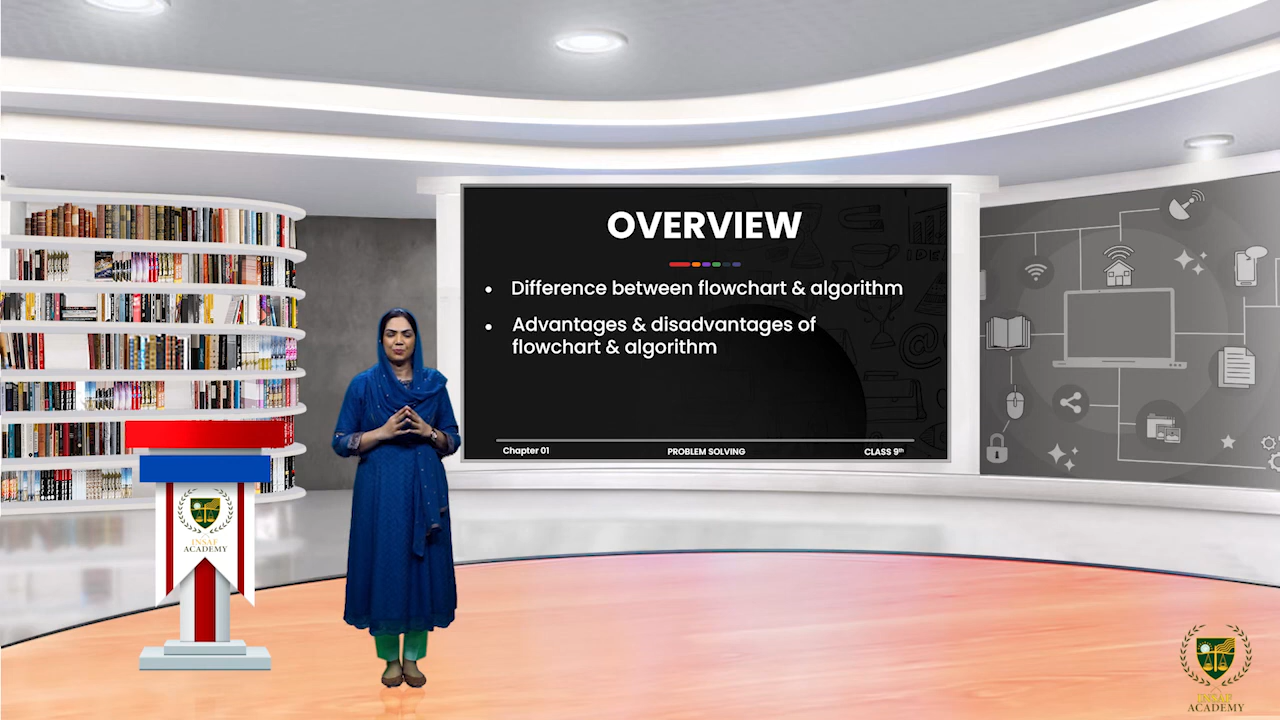 OVERVIEW
• Difference between flowchart & algorithm
• Advantages & disadvantages of
flowchart & algorithm
Chapter 01
PROBLEM SOLVING
CLASS 9th
INSAF
ACADEMY
INSAF
ACADEMY